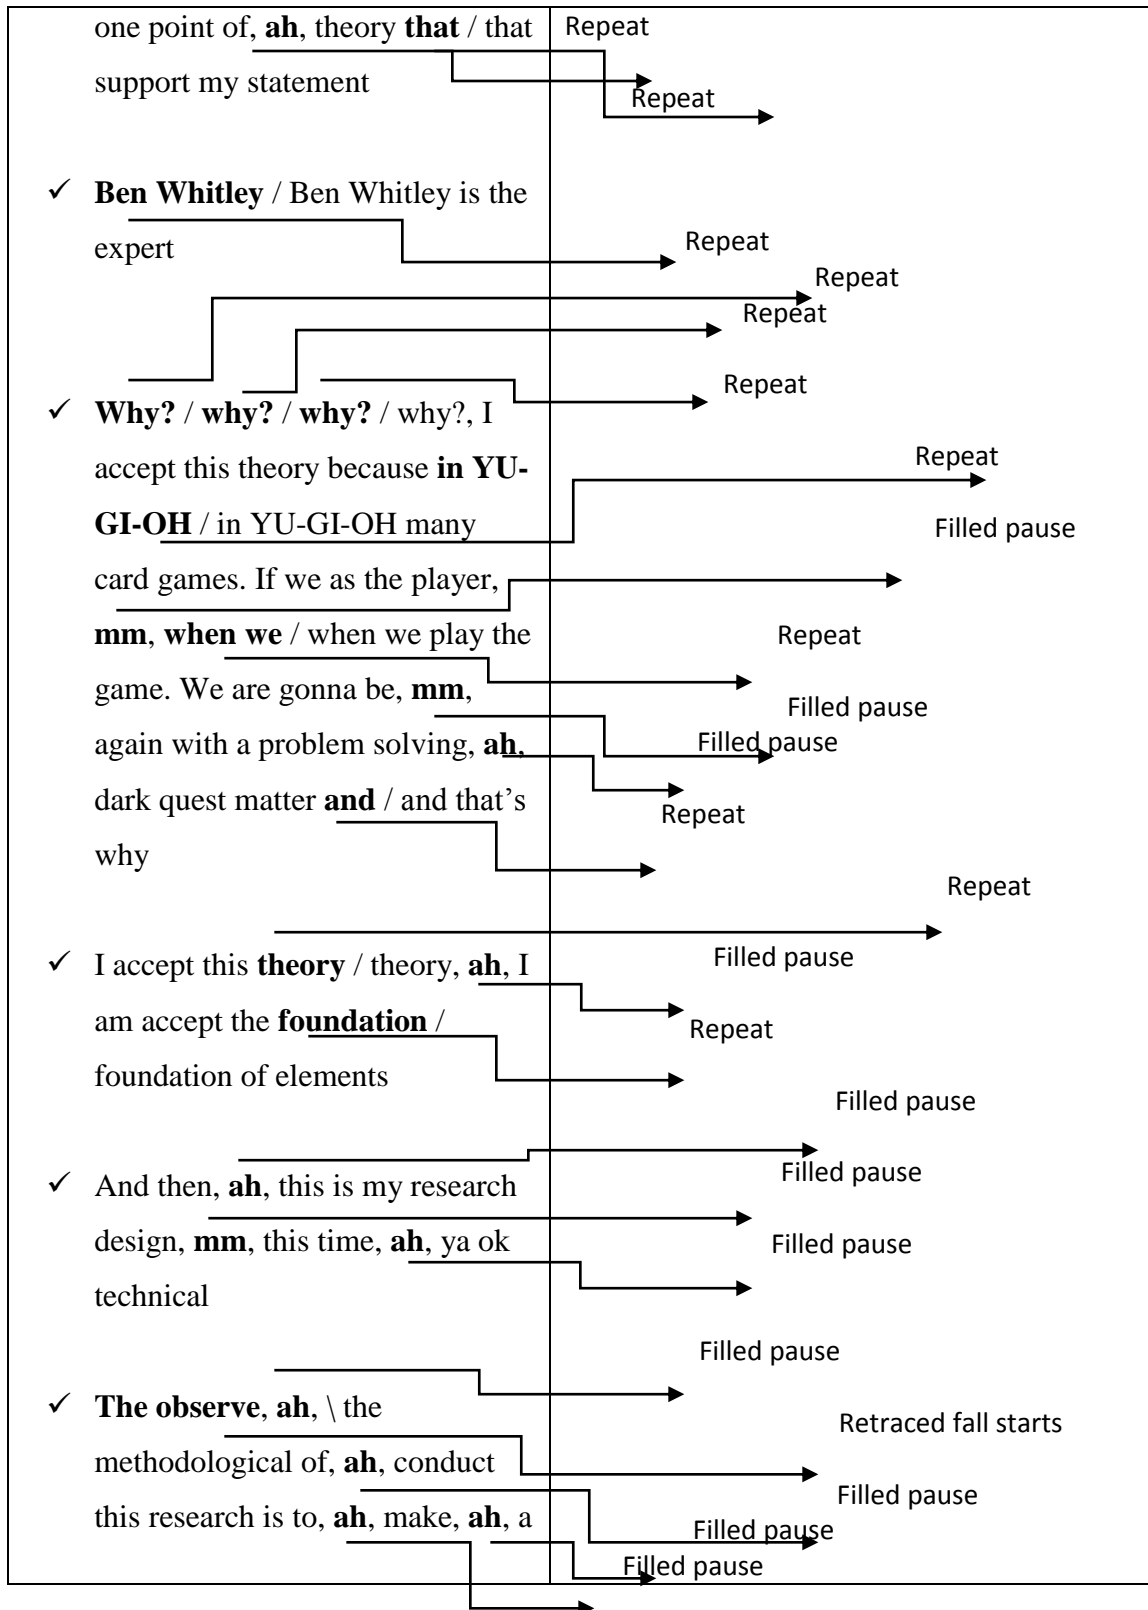 one point of, ah, theory that / that
support my statement
✓ Ben Whitley / Ben Whitley is the
expert
✓ Why? / why? / why? / why?, I
accept this theory because in YU-
GI-OH / in YU-GI-OH many
card games. If we as the player,
mm, when we / when we play the
game. We are gonna be, mm,
again with a problem solving, ah,
dark quest matter and / and that’s
why
✓ I accept this theory / theory, ah, I
am accept the foundation /
foundation of elements
✓ And then, ah, this is my research
design, mm, this time, ah, ya ok
technical
✓ The observe, ah, \ the
methodological of, ah, conduct
this research is to, ah, make, ah, a
Repeat
Repeat
Repeat
Repeat
Repeat
Repeat
Repeat
Filled pause
Repeat
Filled pause
Filled pause
Repeat
Repeat
Filled pause
Repeat
Filled pause
Filled pause
Filled pause
Filled pause
Retraced fall starts
Filled pause
Filled pause
Filled pause